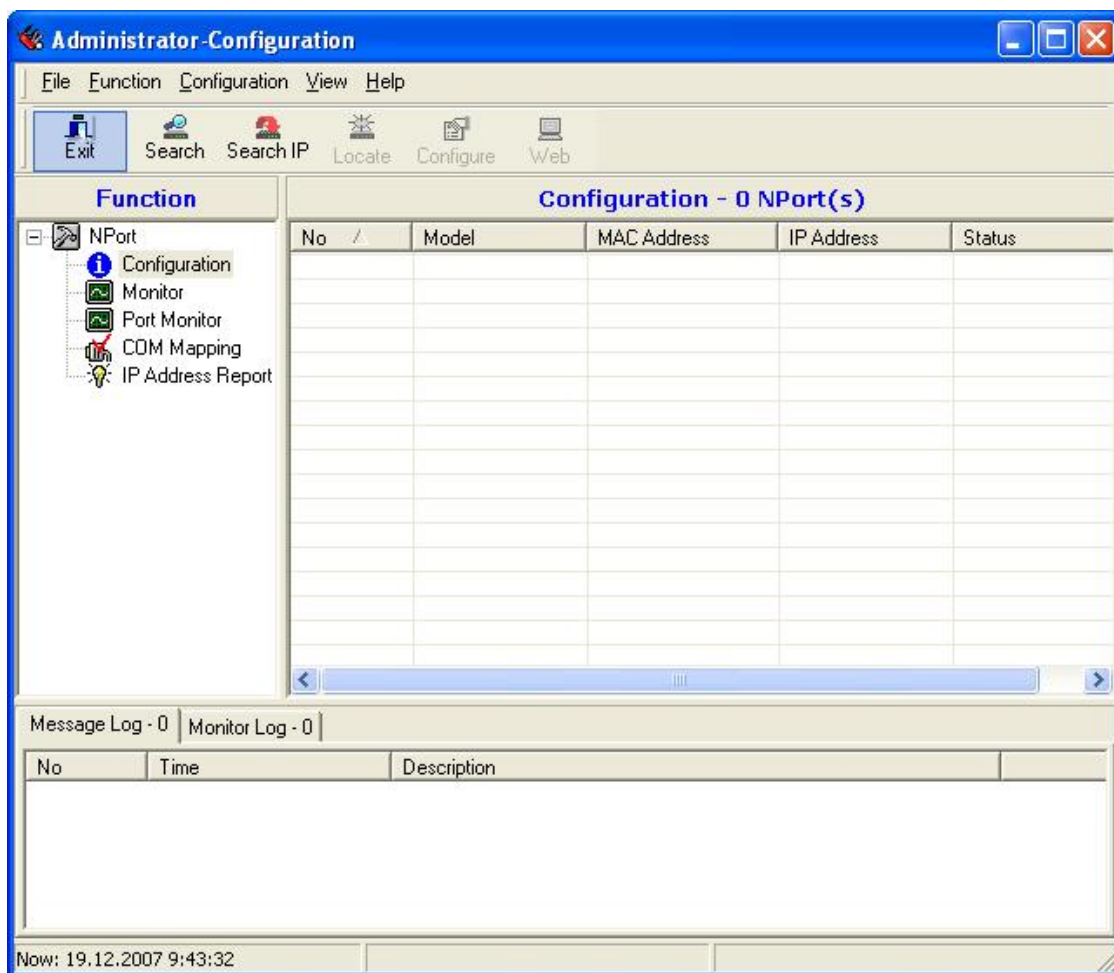 Administrator-Configuration
File Function Configuration View Help
Exit Search Search IP Locate Configure Web
Function
Configuration - 0 NPort(s)
NPort
Configuration
Monitor
Port Monitor
COM Mapping
IP Address Report
No Model MAC Address IP Address Status
Message Log - 0 Monitor Log - 0
No Time Description
Now: 19.12.2007 9:43:32